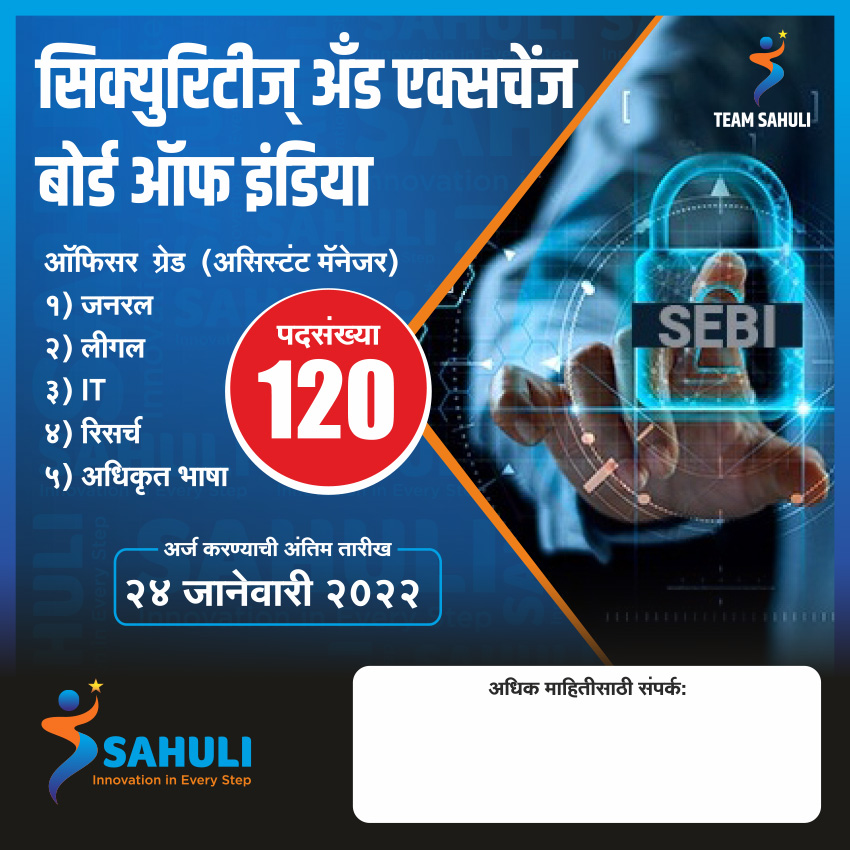 सिक्युरिटीज् अँड एक्सचेंज
बोर्ड ऑफ इंडिया
TEAM SAHULI
ऑफिसर ग्रेड (असिस्टंट मॅनेजर)
१) जनरल
२) लीगल
३) IT
४) रिसर्च
५) अधिकृत भाषा
पदसंख्या
120
SEBI
अर्ज करण्याची अंतिम तारीख
२४ जानेवारी २०२२
SAHULI
Innovation in Every Step
अधिक माहितीसाठी संपर्क: